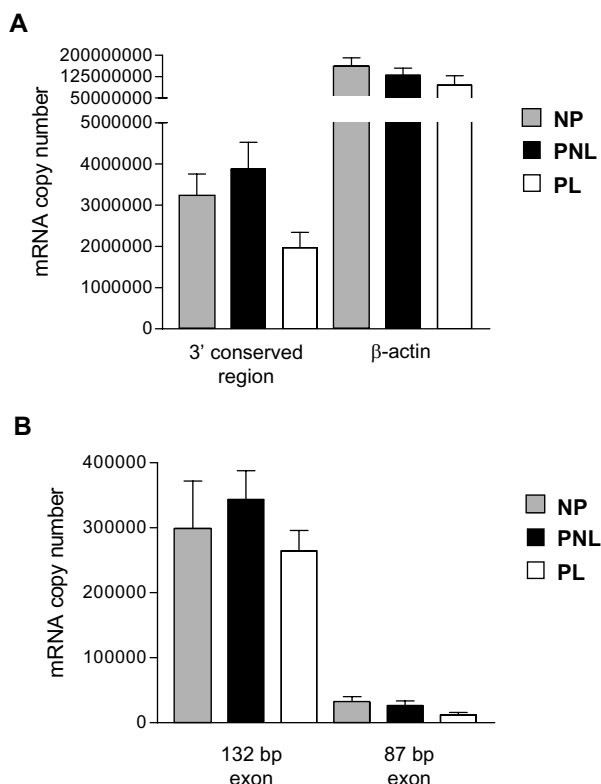 A
mRNA copy number
200000000
125000000
50000000
5000000
4000000
3000000
2000000
1000000
0
3' conserved
region
β-actin
NP
PNL
PL
B
mRNA copy number
400000
300000
200000
100000
0
132 bp
exon
87 bp
exon
NP
PNL
PL